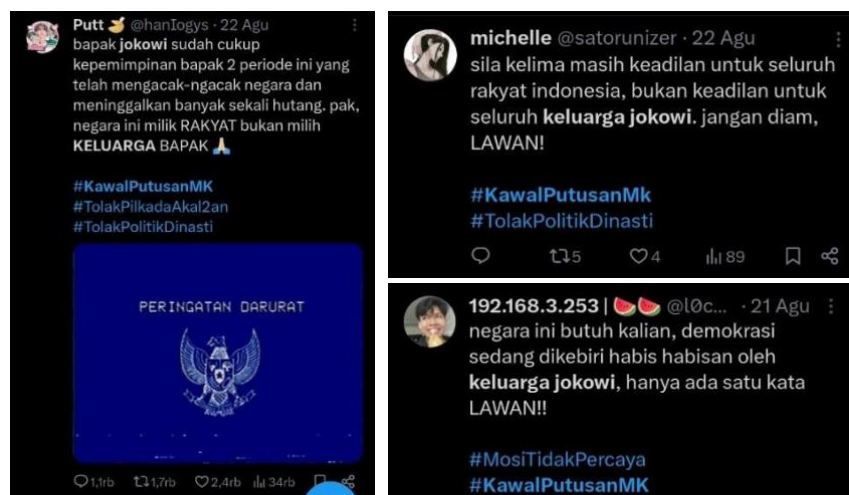 Putt @hanIogys · 22 Agu
bapak jokowi sudah cukup
kepemimpinan bapak 2 periode ini yang
telah mengacak-ngacak negara dan
meninggalkan banyak sekali hutang. pak,
negara ini milik RAKYAT bukan milih
KELUARGA BAPAK 🙏🏻
#KawalPutusanMK
#TolakPilkadaAkal2an
#TolakPolitikDinasti
PERINGATAN DARURAT
1,1rb 1,7rb 2,4rb 34rb
michelle @satorunizer · 22 Agu
sila kelima masih keadilan untuk seluruh
rakyat indonesia, bukan keadilan untuk
seluruh keluarga jokowi. jangan diam,
LAWAN!
#KawalPutusanMk
#TolakPolitikDinasti
5 4 89
192.168.3.253 | 🍉🍉 @l0c... · 21 Agu
negara ini butuh kalian, demokrasi
sedang dikebiri habis habisan oleh
keluarga jokowi, hanya ada satu kata
LAWAN!!
#MosiTidakPercaya
#KawalPutusanMK